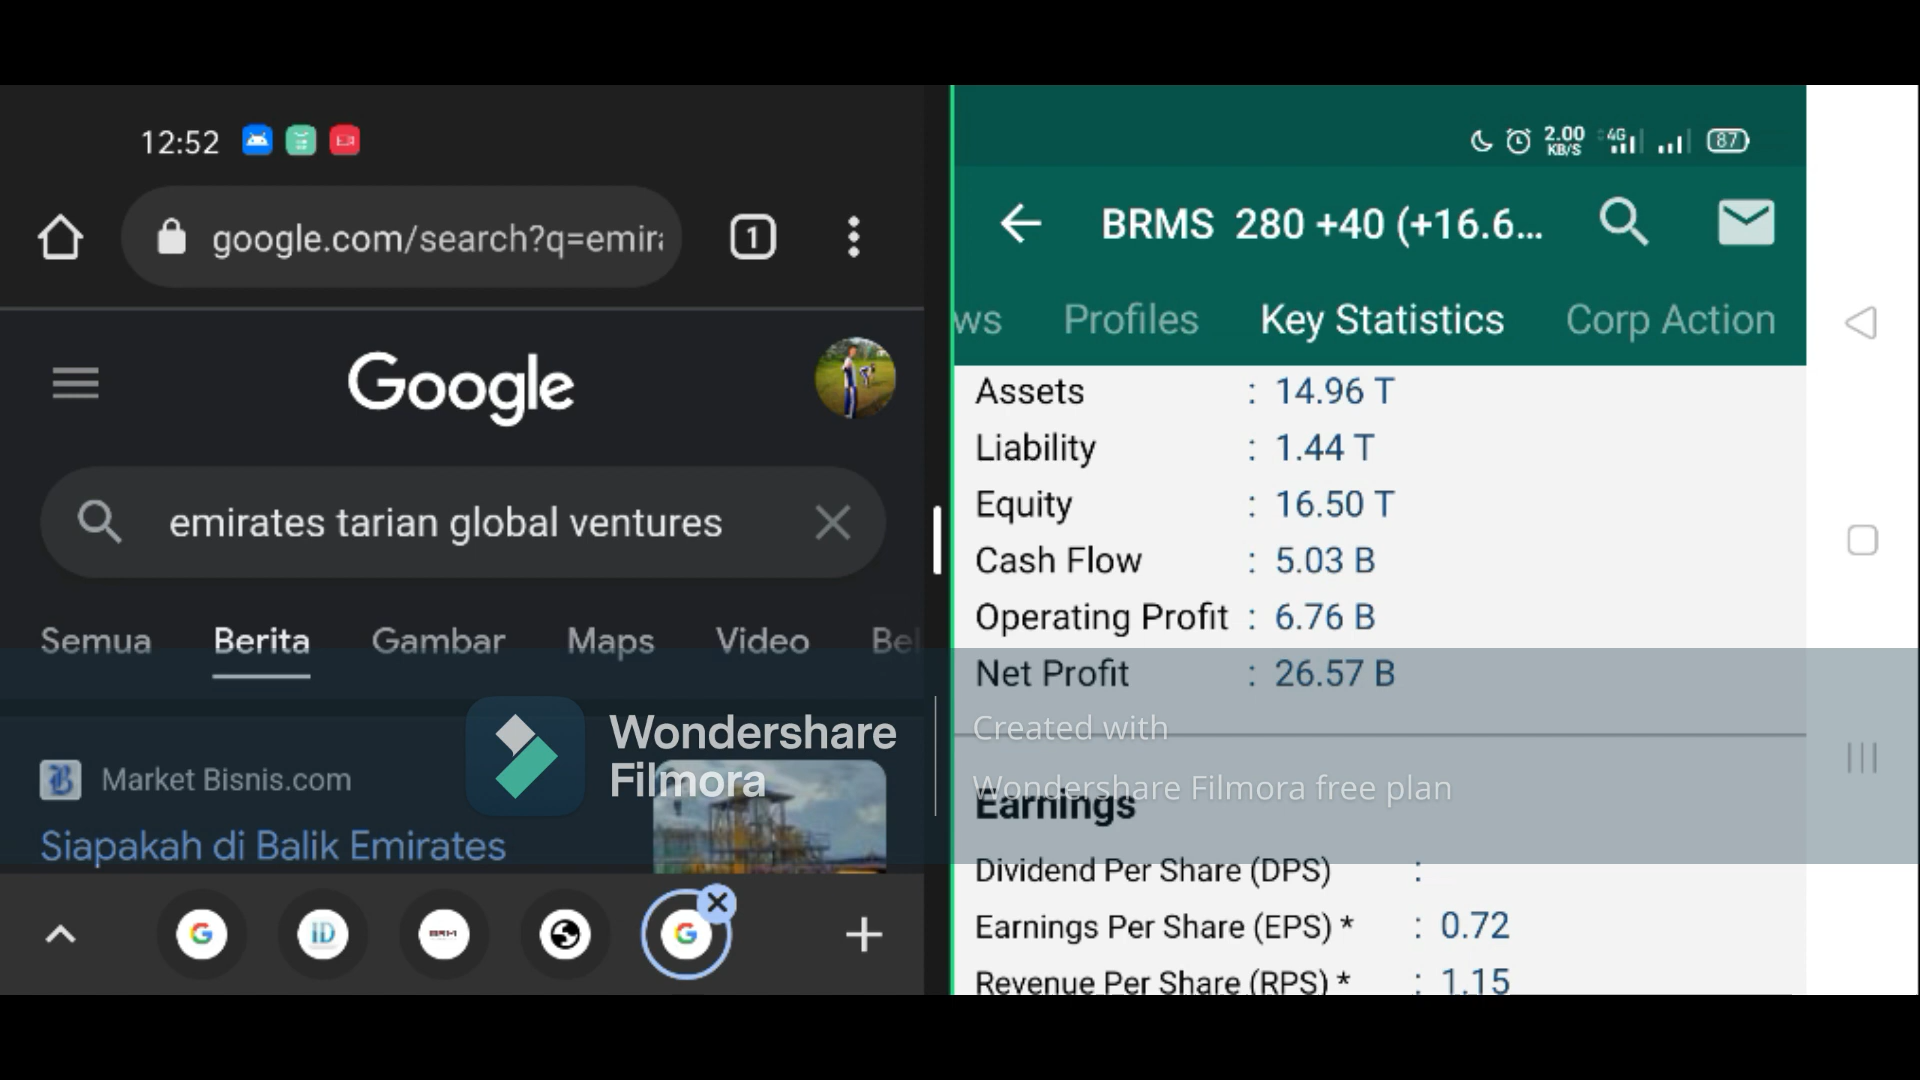 12:52
google.com/search?q=emir
1
Google
emirates tarian global ventures
Semua Berita Gambar Maps Video Bel
Market Bisnis.com
Siapakah di Balik Emirates
2.00 KB/S 4G 87
BRMS 280 +40 (+16.6...
ws Profiles Key Statistics Corp Action
Assets : 14.96 T
Liability : 1.44 T
Equity : 16.50 T
Cash Flow : 5.03 B
Operating Profit : 6.76 B
Net Profit : 26.57 B
Earnings
Dividend Per Share (DPS) :
Earnings Per Share (EPS) * : 0.72
Revenue Per Share (RPS) * : 1.15
Wondershare
Filmora
Created with
Wondershare Filmora free plan